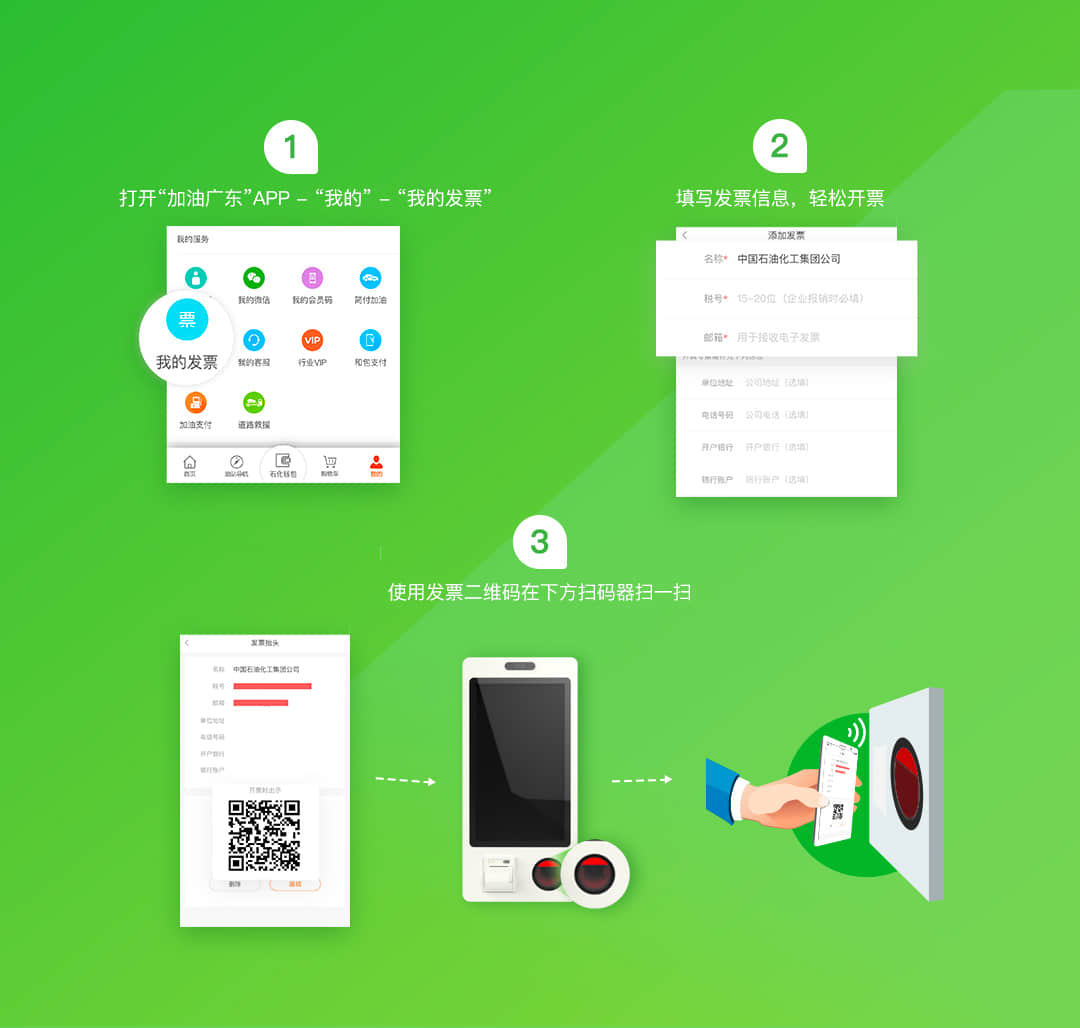 1
打开“加油广东”APP – “我的” – “我的发票”
我的服务
我的微信
我的会员码
简付加油
票
我的发票
我的客服
VIP
行业VIP
和包支付
加油支付
道路救援
首页
油站导航
石化钱包
购物车
我的
2
填写发票信息，轻松开票
添加发票
名称* 中国石油化工集团公司
税号* 15-20位（企业报销时必填）
邮箱* 用于接收电子发票
单位地址 公司地址（选填）
电话号码 公司电话（选填）
开户银行 开户银行（选填）
银行账户 银行账户（选填）
3
使用发票二维码在下方扫码器扫一扫
发票抬头
名称 中国石油化工集团公司
税号
邮箱
单位地址
电话号码
开户银行
银行账户
开票时出示
删除
编辑